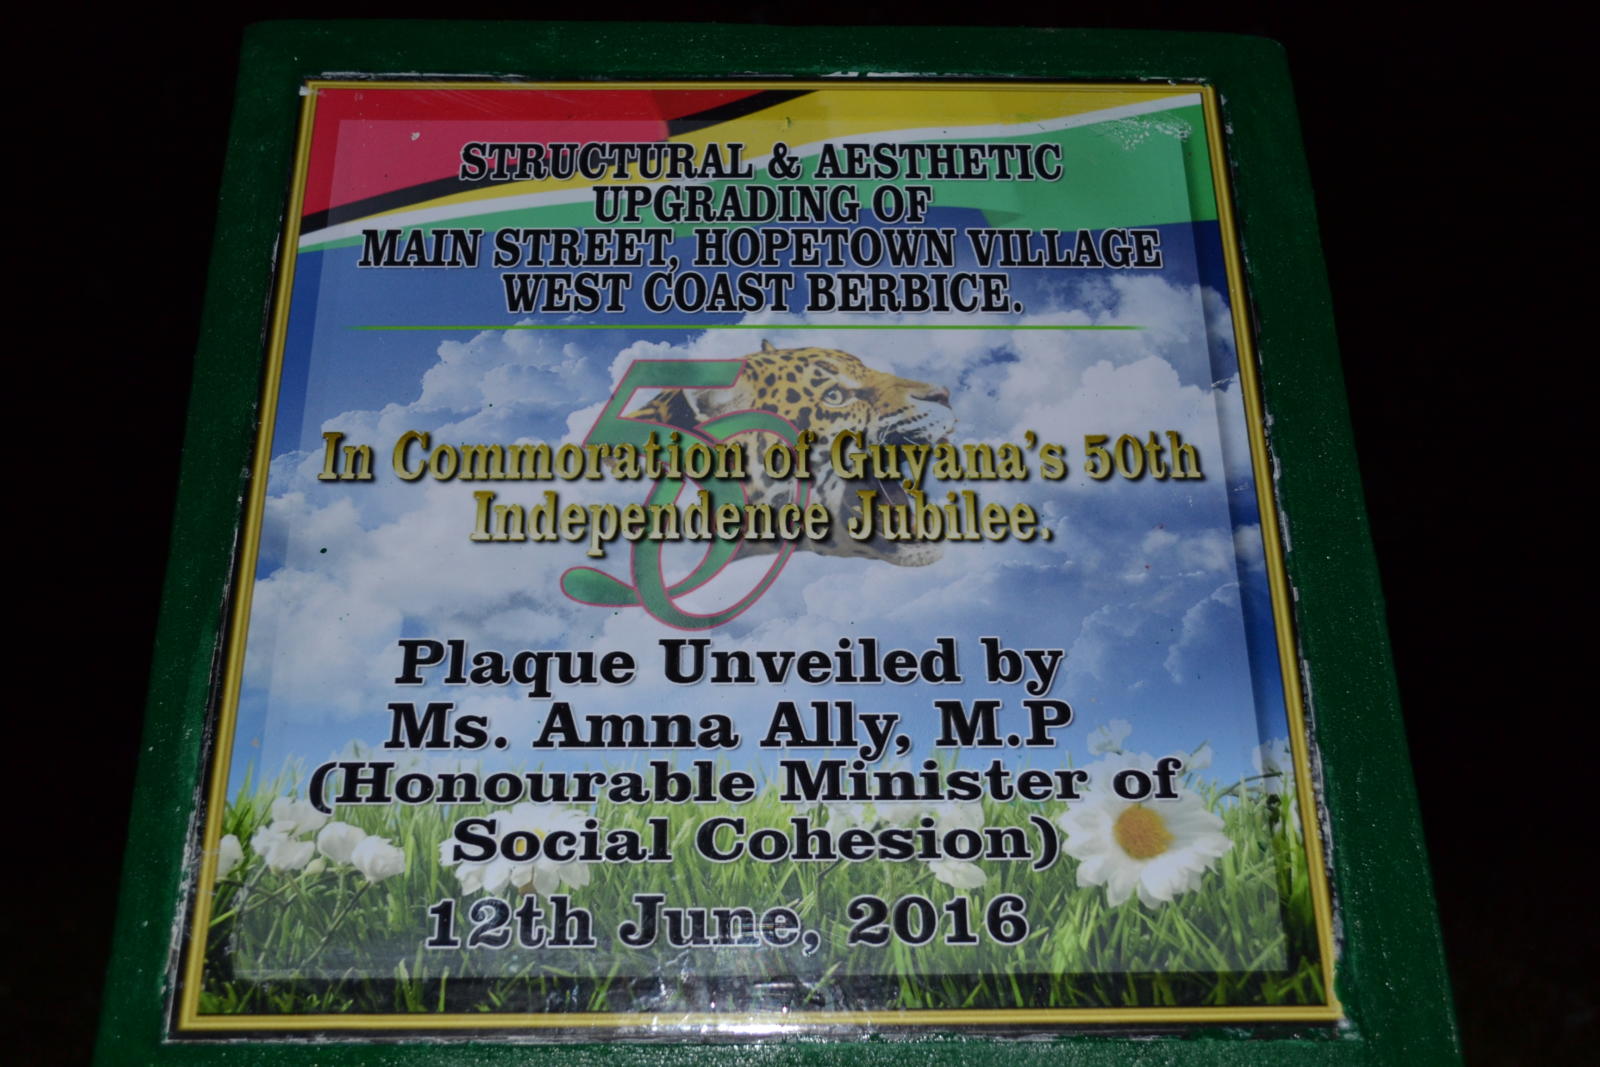 STRUCTURAL & AESTHETIC
UPGRADING OF
MAIN STREET, HOPETOWN VILLAGE
WEST COAST BERBICE.
50
In Commoration of Guyana's 50th
Independence Jubilee.
Plaque Unveiled by
Ms. Amna Ally, M.P
(Honourable Minister of
Social Cohesion)
12th June, 2016